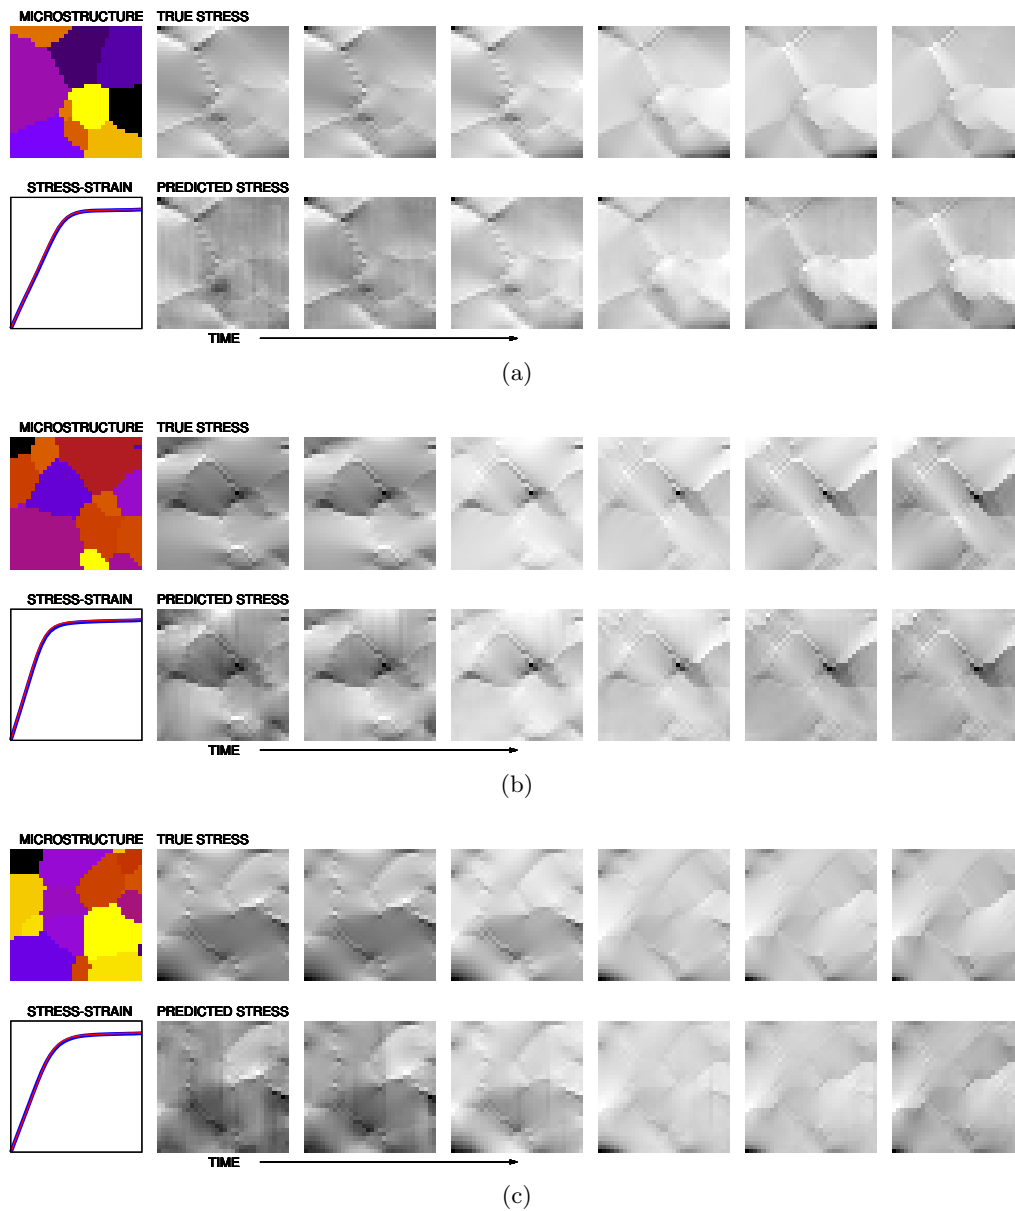 MICROSTRUCTURE TRUE STRESS
STRESS-STRAIN PREDICTED STRESS
TIME
(a)
MICROSTRUCTURE TRUE STRESS
STRESS-STRAIN PREDICTED STRESS
TIME
(b)
MICROSTRUCTURE TRUE STRESS
STRESS-STRAIN PREDICTED STRESS
TIME
(c)